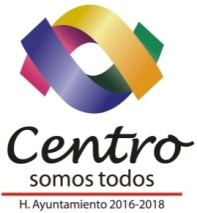 Centro
somos todos
H. Ayuntamiento 2016-2018